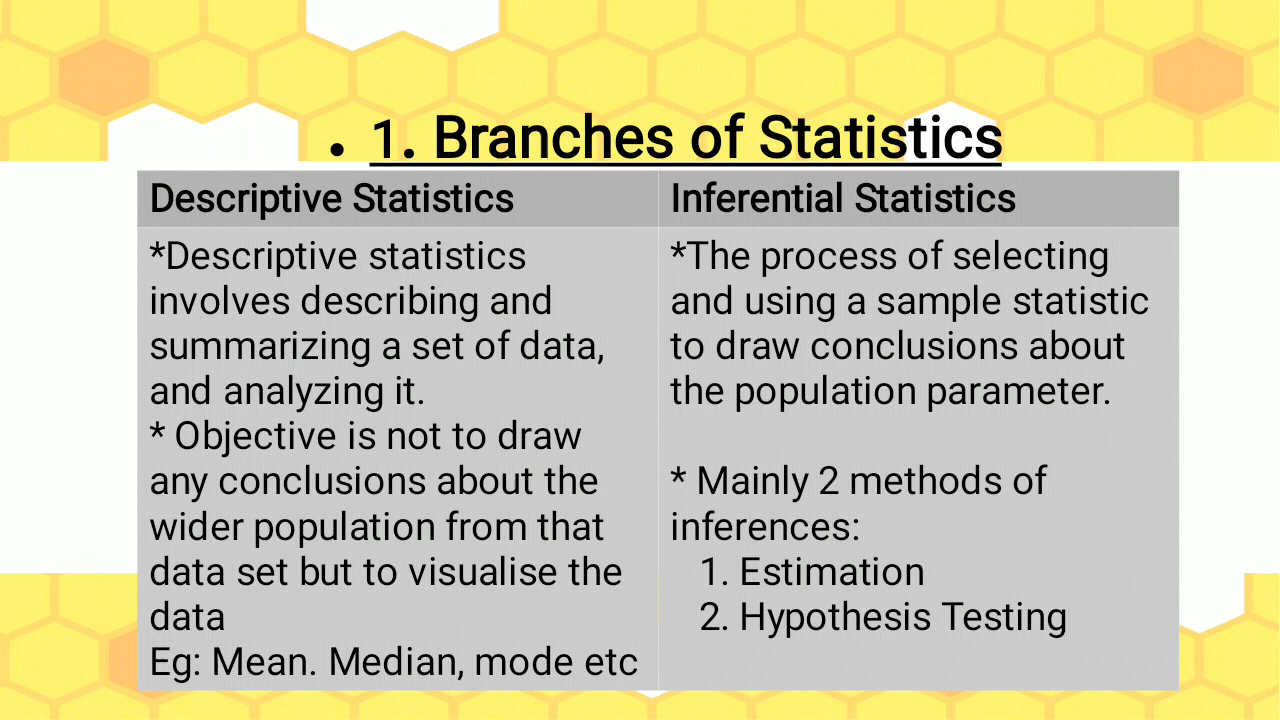 • 1. Branches of Statistics
Descriptive Statistics
*Descriptive statistics
involves describing and
summarizing a set of data,
and analyzing it.
* Objective is not to draw
any conclusions about the
wider population from that
data set but to visualise the
data
Eg: Mean. Median, mode etc
Inferential Statistics
*The process of selecting
and using a sample statistic
to draw conclusions about
the population parameter.
* Mainly 2 methods of
inferences:
1. Estimation
2. Hypothesis Testing